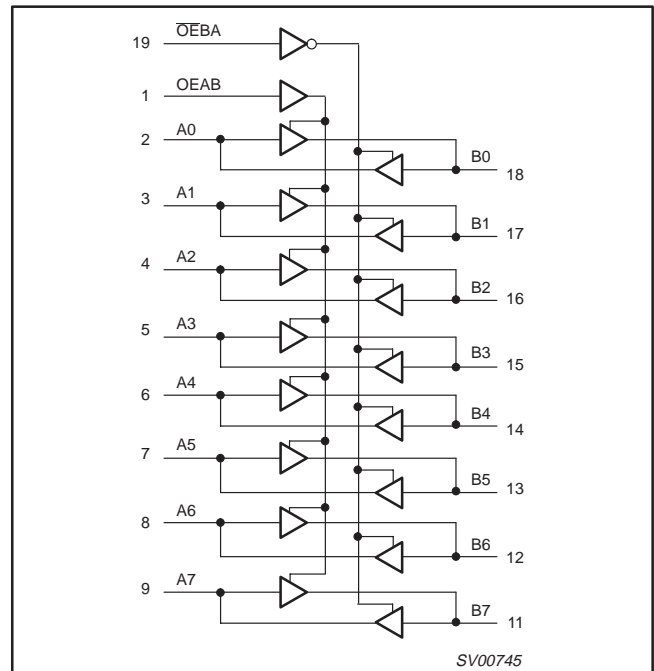 19 O̅E̅BA
1 OEAB
2 A0
B0 18
3 A1
B1 17
4 A2
B2 16
5 A3
B3 15
6 A4
B4 14
7 A5
B5 13
8 A6
B6 12
9 A7
B7 11
SV00745